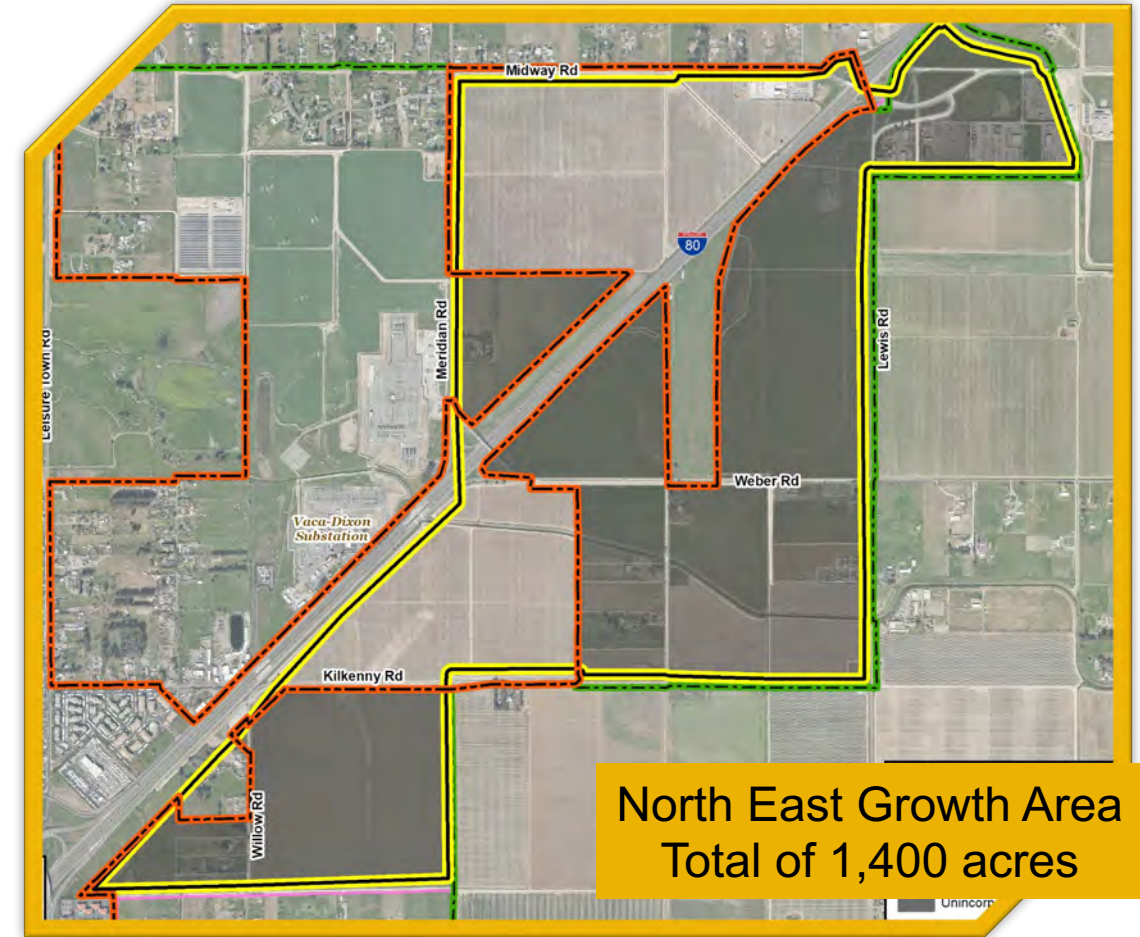 Midway Rd
80
Meridian Rd
Lewis Rd
Leisure Town Rd
Weber Rd
Vaca-Dixon
Substation
Kilkenny Rd
Willow Rd
North East Growth Area
Total of 1,400 acres